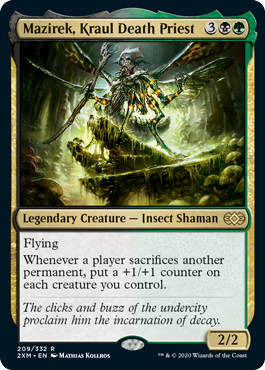 Mazirek, Kraul Death Priest 3
Legendary Creature — Insect Shaman
Flying
Whenever a player sacrifices another
permanent, put a +1/+1 counter on
each creature you control.
The clicks and buzz of the undercity
proclaim him the incarnation of decay.
2/2
209/332 R
2XM • EN Mathias Kollros
™ & © 2020 Wizards of the Coast